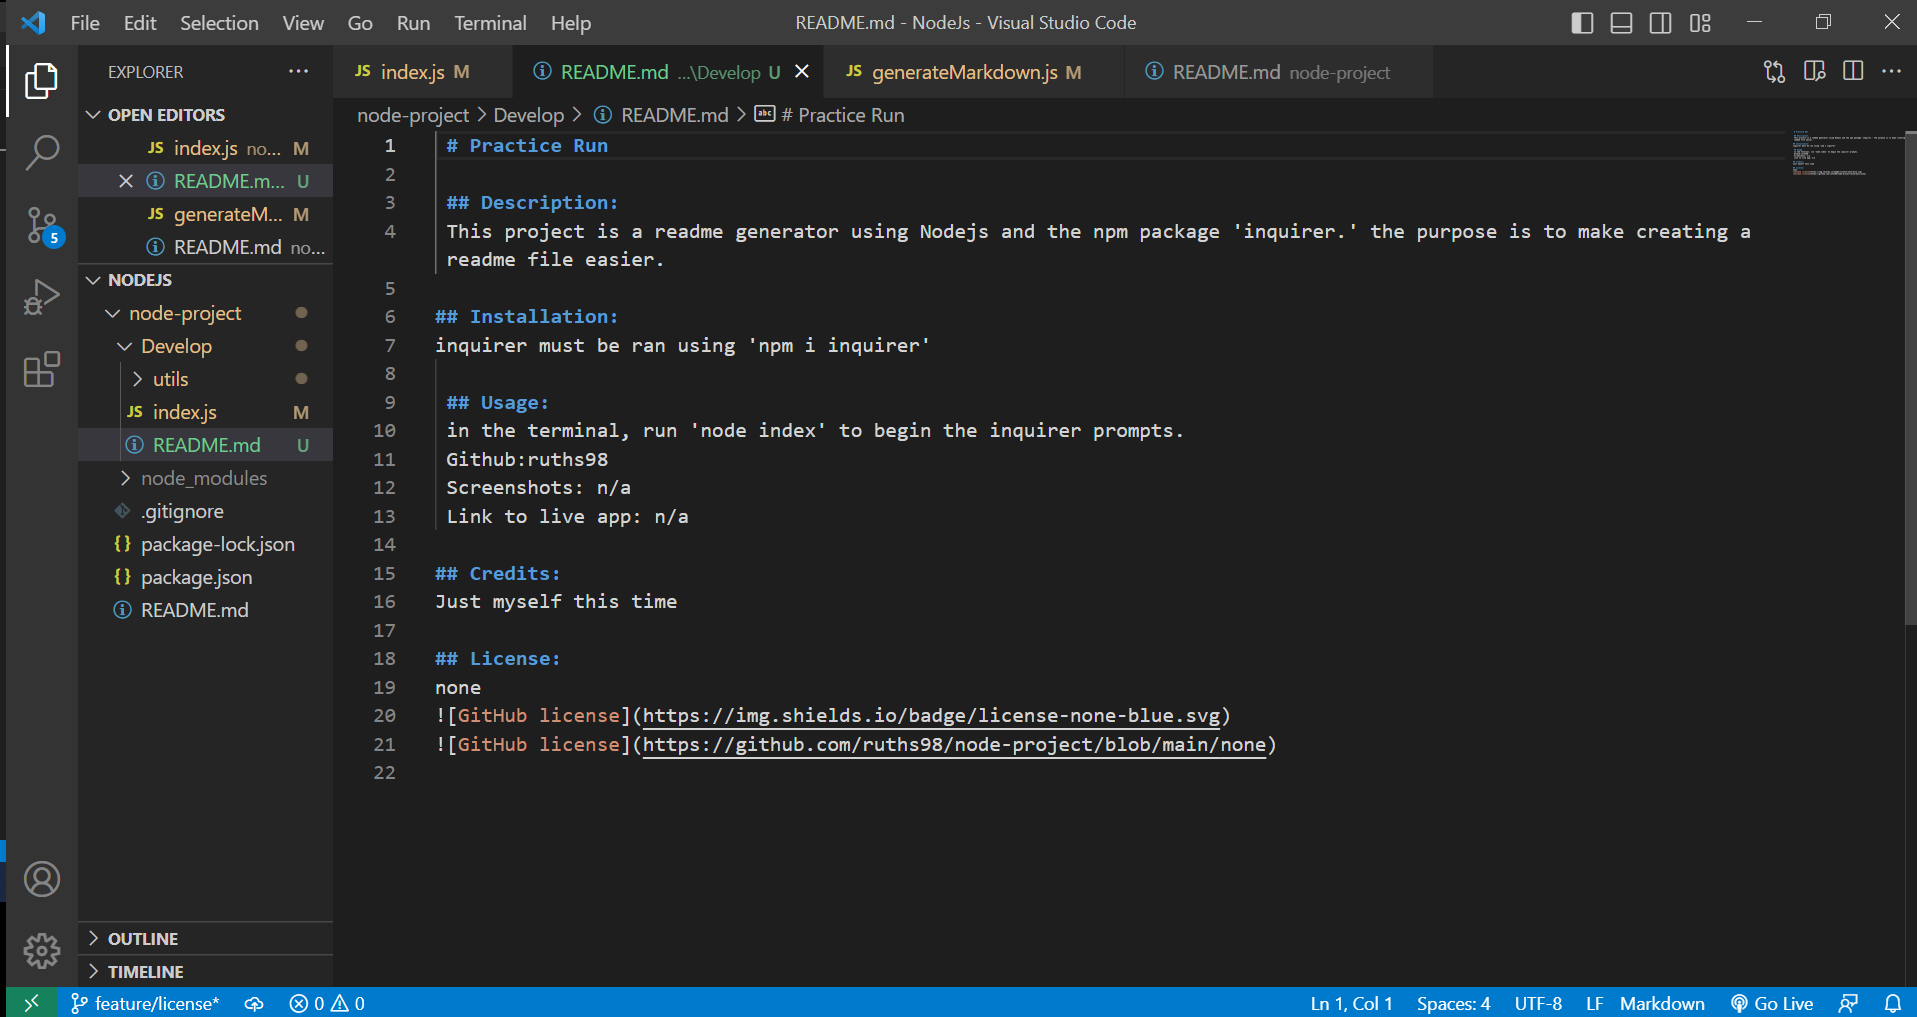 File Edit Selection View Go Run Terminal Help README.md - NodeJs - Visual Studio Code
EXPLORER
JS index.js M README.md ...\Develop U JS generateMarkdown.js M README.md node-project
OPEN EDITORS
JS index.js no... M
README.m... U
JS generateM... M
README.md no...
5
NODEJS
node-project
Develop
utils
JS index.js M
README.md U
node_modules
.gitignore
{} package-lock.json
{} package.json
README.md
OUTLINE
TIMELINE
node-project > Develop > README.md > abc # Practice Run
1 # Practice Run
2
3 ## Description:
4 This project is a readme generator using Nodejs and the npm package 'inquirer.' the purpose is to make creating a
readme file easier.
5
6 ## Installation:
7 inquirer must be ran using 'npm i inquirer'
8
9 ## Usage:
10 in the terminal, run 'node index' to begin the inquirer prompts.
11 Github:ruths98
12 Screenshots: n/a
13 Link to live app: n/a
14
15 ## Credits:
16 Just myself this time
17
18 ## License:
19 none
20 ![GitHub license](https://img.shields.io/badge/license-none-blue.svg)
21 ![GitHub license](https://github.com/ruths98/node-project/blob/main/none)
22
feature/license* 0 0 Ln 1, Col 1 Spaces: 4 UTF-8 LF Markdown Go Live